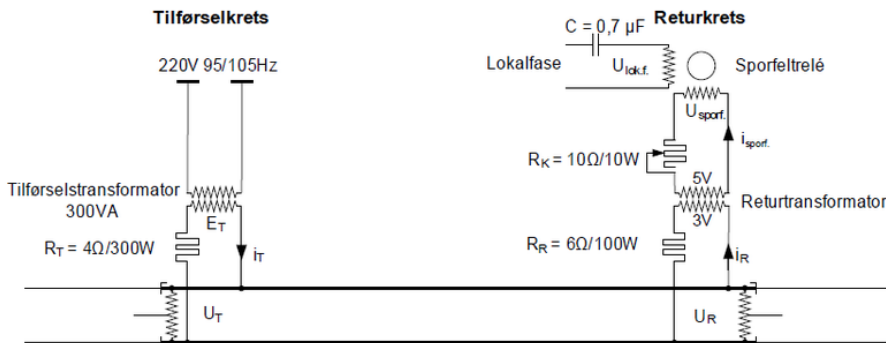 Tilførselkrets
Returkrets
C = 0,7 µF
220V 95/105Hz
Lokalfase
Ulok.f.
Sporfeltrelé
Usporf.
isporf.
RK = 10Ω/10W
Tilførselstransformator
300VA
5V
Returtransformator
3V
ET
RT = 4Ω/300W
iT
RR = 6Ω/100W
iR
UT
UR